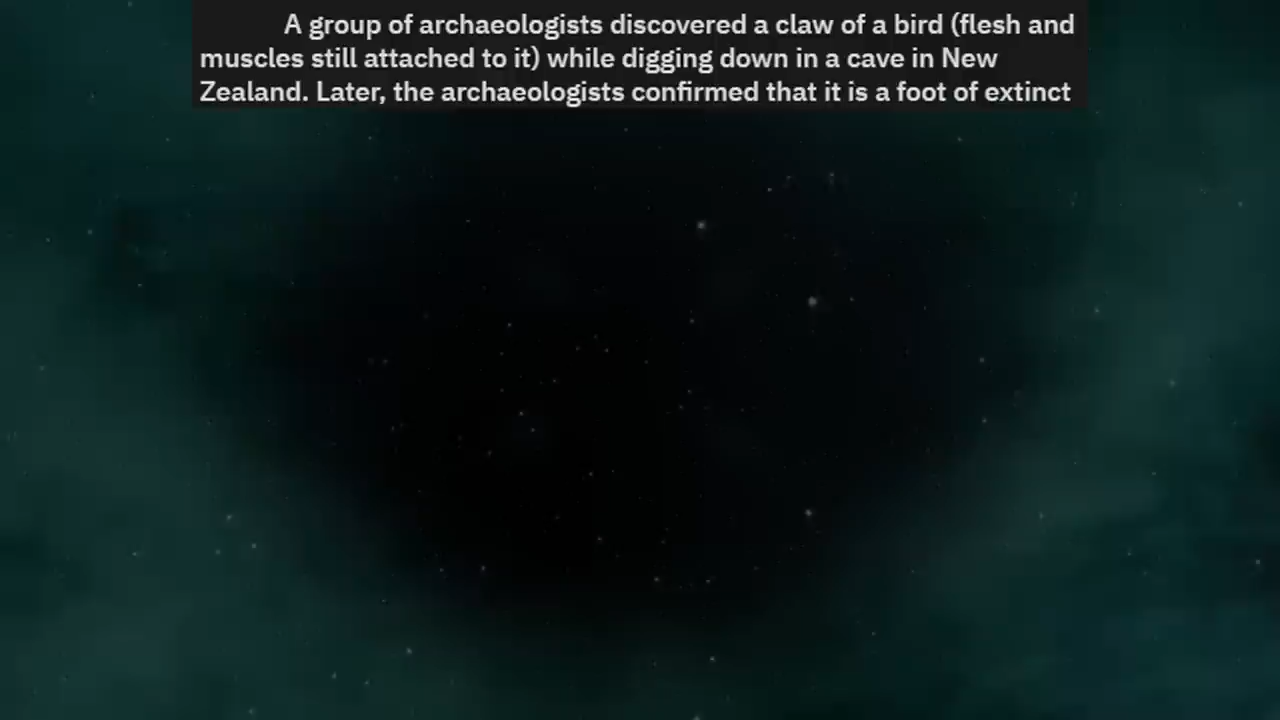 A group of archaeologists discovered a claw of a bird (flesh and
muscles still attached to it) while digging down in a cave in New
Zealand. Later, the archaeologists confirmed that it is a foot of extinct